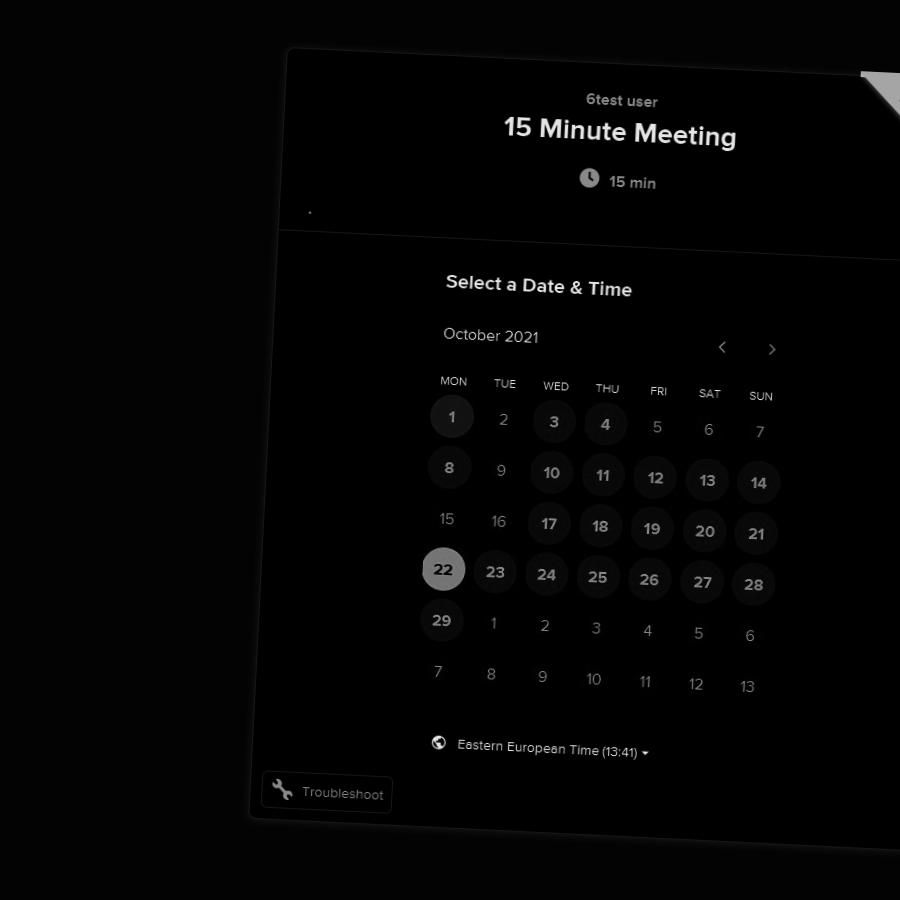 6test user
15 Minute Meeting
15 min
Select a Date & Time
October 2021
MON TUE WED THU FRI SAT SUN
1 2 3 4 5 6 7
8 9 10 11 12 13 14
15 16 17 18 19 20 21
22 23 24 25 26 27 28
29 1 2 3 4 5 6
7 8 9 10 11 12 13
Eastern European Time (13:41)
Troubleshoot